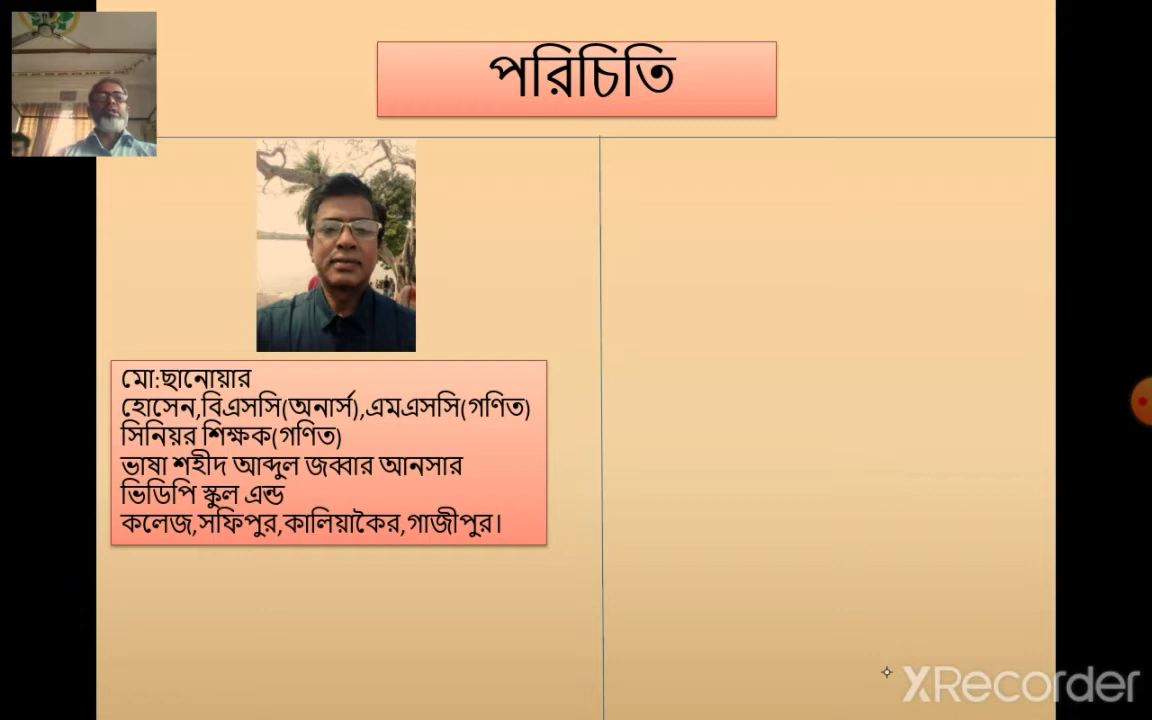 পরিচিতি
মো:ছানোয়ার
হোসেন,বিএসসি(অনার্স),এমএসসি(গণিত)
সিনিয়র শিক্ষক(গণিত)
ভাষা শহীদ আব্দুল জব্বার আনসার
ভিডিপি স্কুল এন্ড
কলেজ,সফিপুর,কালিয়াকৈর,গাজীপুর।
XRecorder